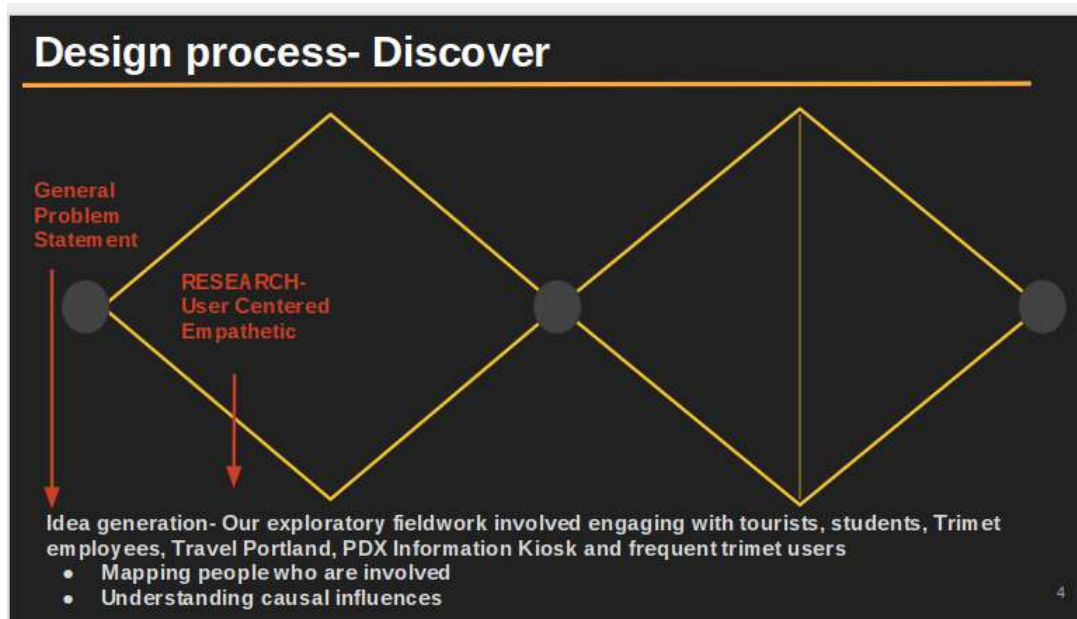 Design process- Discover
General
Problem
Statement
RESEARCH-
User Centered
Empathetic
Idea generation- Our exploratory fieldwork involved engaging with tourists, students, Trimet
employees, Travel Portland, PDX Information Kiosk and frequent trimet users
● Mapping people who are involved
● Understanding causal influences
4